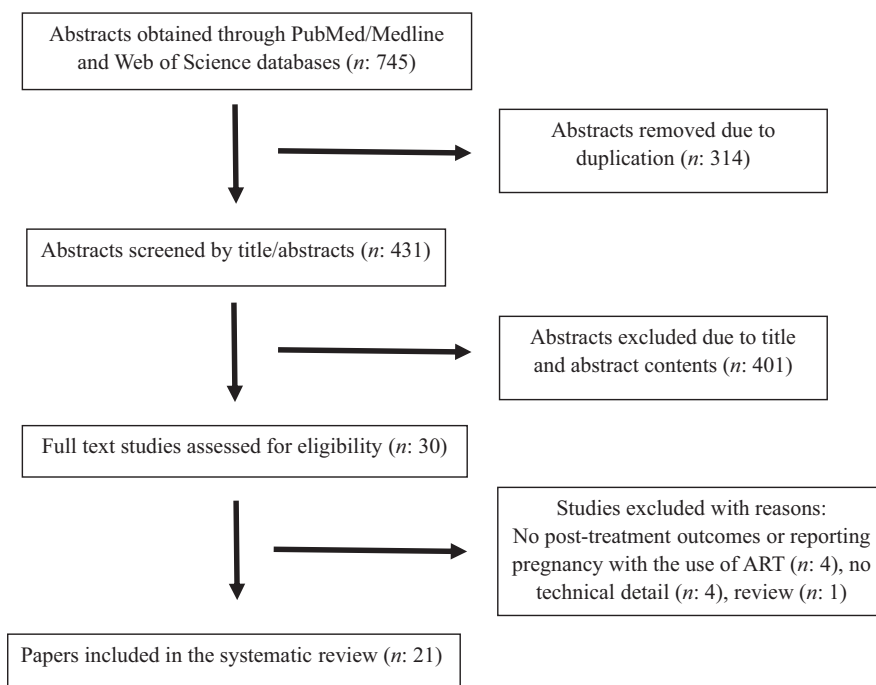 Abstracts obtained through PubMed/Medline
and Web of Science databases (n: 745)
Abstracts removed due to
duplication (n: 314)
Abstracts screened by title/abstracts (n: 431)
Abstracts excluded due to title
and abstract contents (n: 401)
Full text studies assessed for eligibility (n: 30)
Studies excluded with reasons:
No post-treatment outcomes or reporting
pregnancy with the use of ART (n: 4), no
technical detail (n: 4), review (n: 1)
Papers included in the systematic review (n: 21)